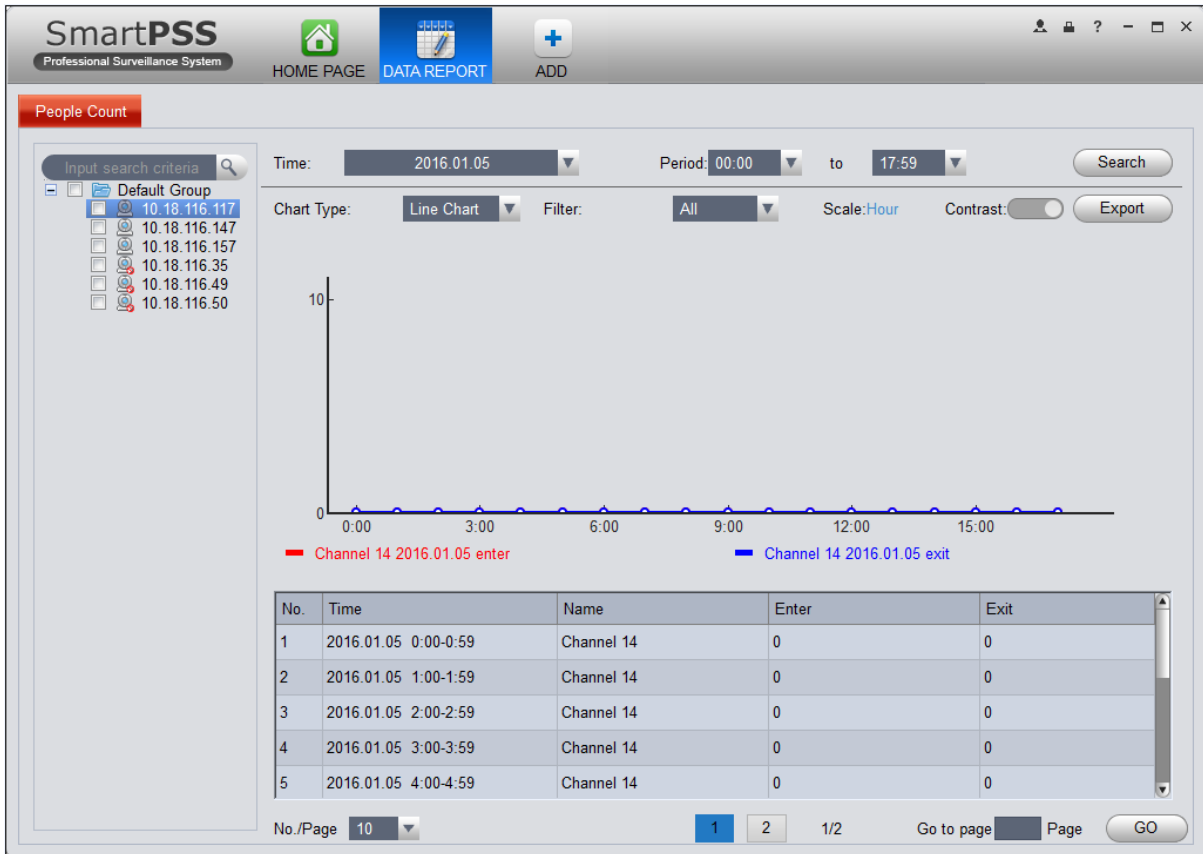 SmartPSS
Professional Surveillance System
HOME PAGE
DATA REPORT
ADD
?
People Count
Input search criteria
Default Group
10.18.116.117
10.18.116.147
10.18.116.157
10.18.116.35
10.18.116.49
10.18.116.50
Time: 2016.01.05 Period: 00:00 to 17:59 Search
Chart Type: Line Chart Filter: All Scale:Hour Contrast: Export
10
0
0:00 3:00 6:00 9:00 12:00 15:00
Channel 14 2016.01.05 enter Channel 14 2016.01.05 exit
No. Time Name Enter Exit
1 2016.01.05 0:00-0:59 Channel 14 0 0
2 2016.01.05 1:00-1:59 Channel 14 0 0
3 2016.01.05 2:00-2:59 Channel 14 0 0
4 2016.01.05 3:00-3:59 Channel 14 0 0
5 2016.01.05 4:00-4:59 Channel 14 0 0
No./Page 10 1 2 1/2 Go to page Page GO